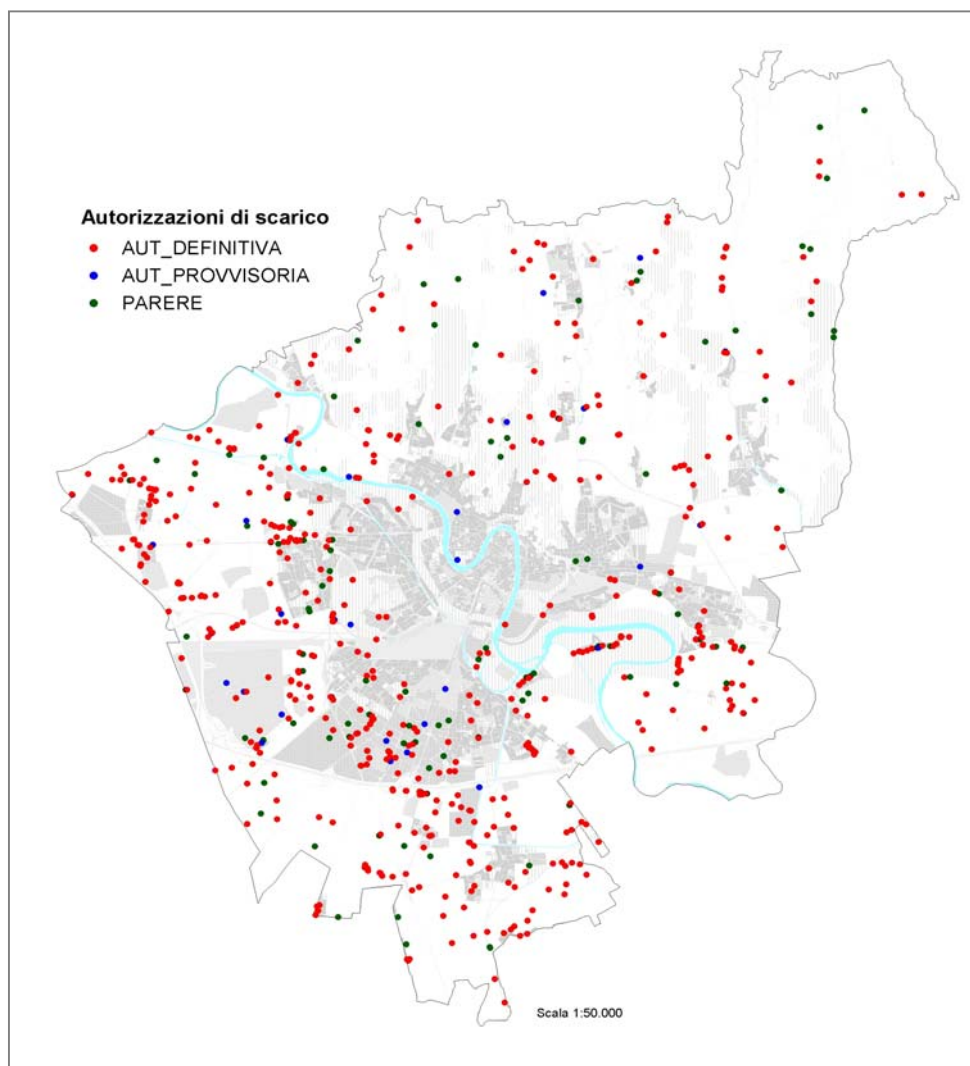 Autorizzazioni di scarico
AUT_DEFINITIVA
AUT_PROVVISORIA
PARERE
Scala 1:50.000